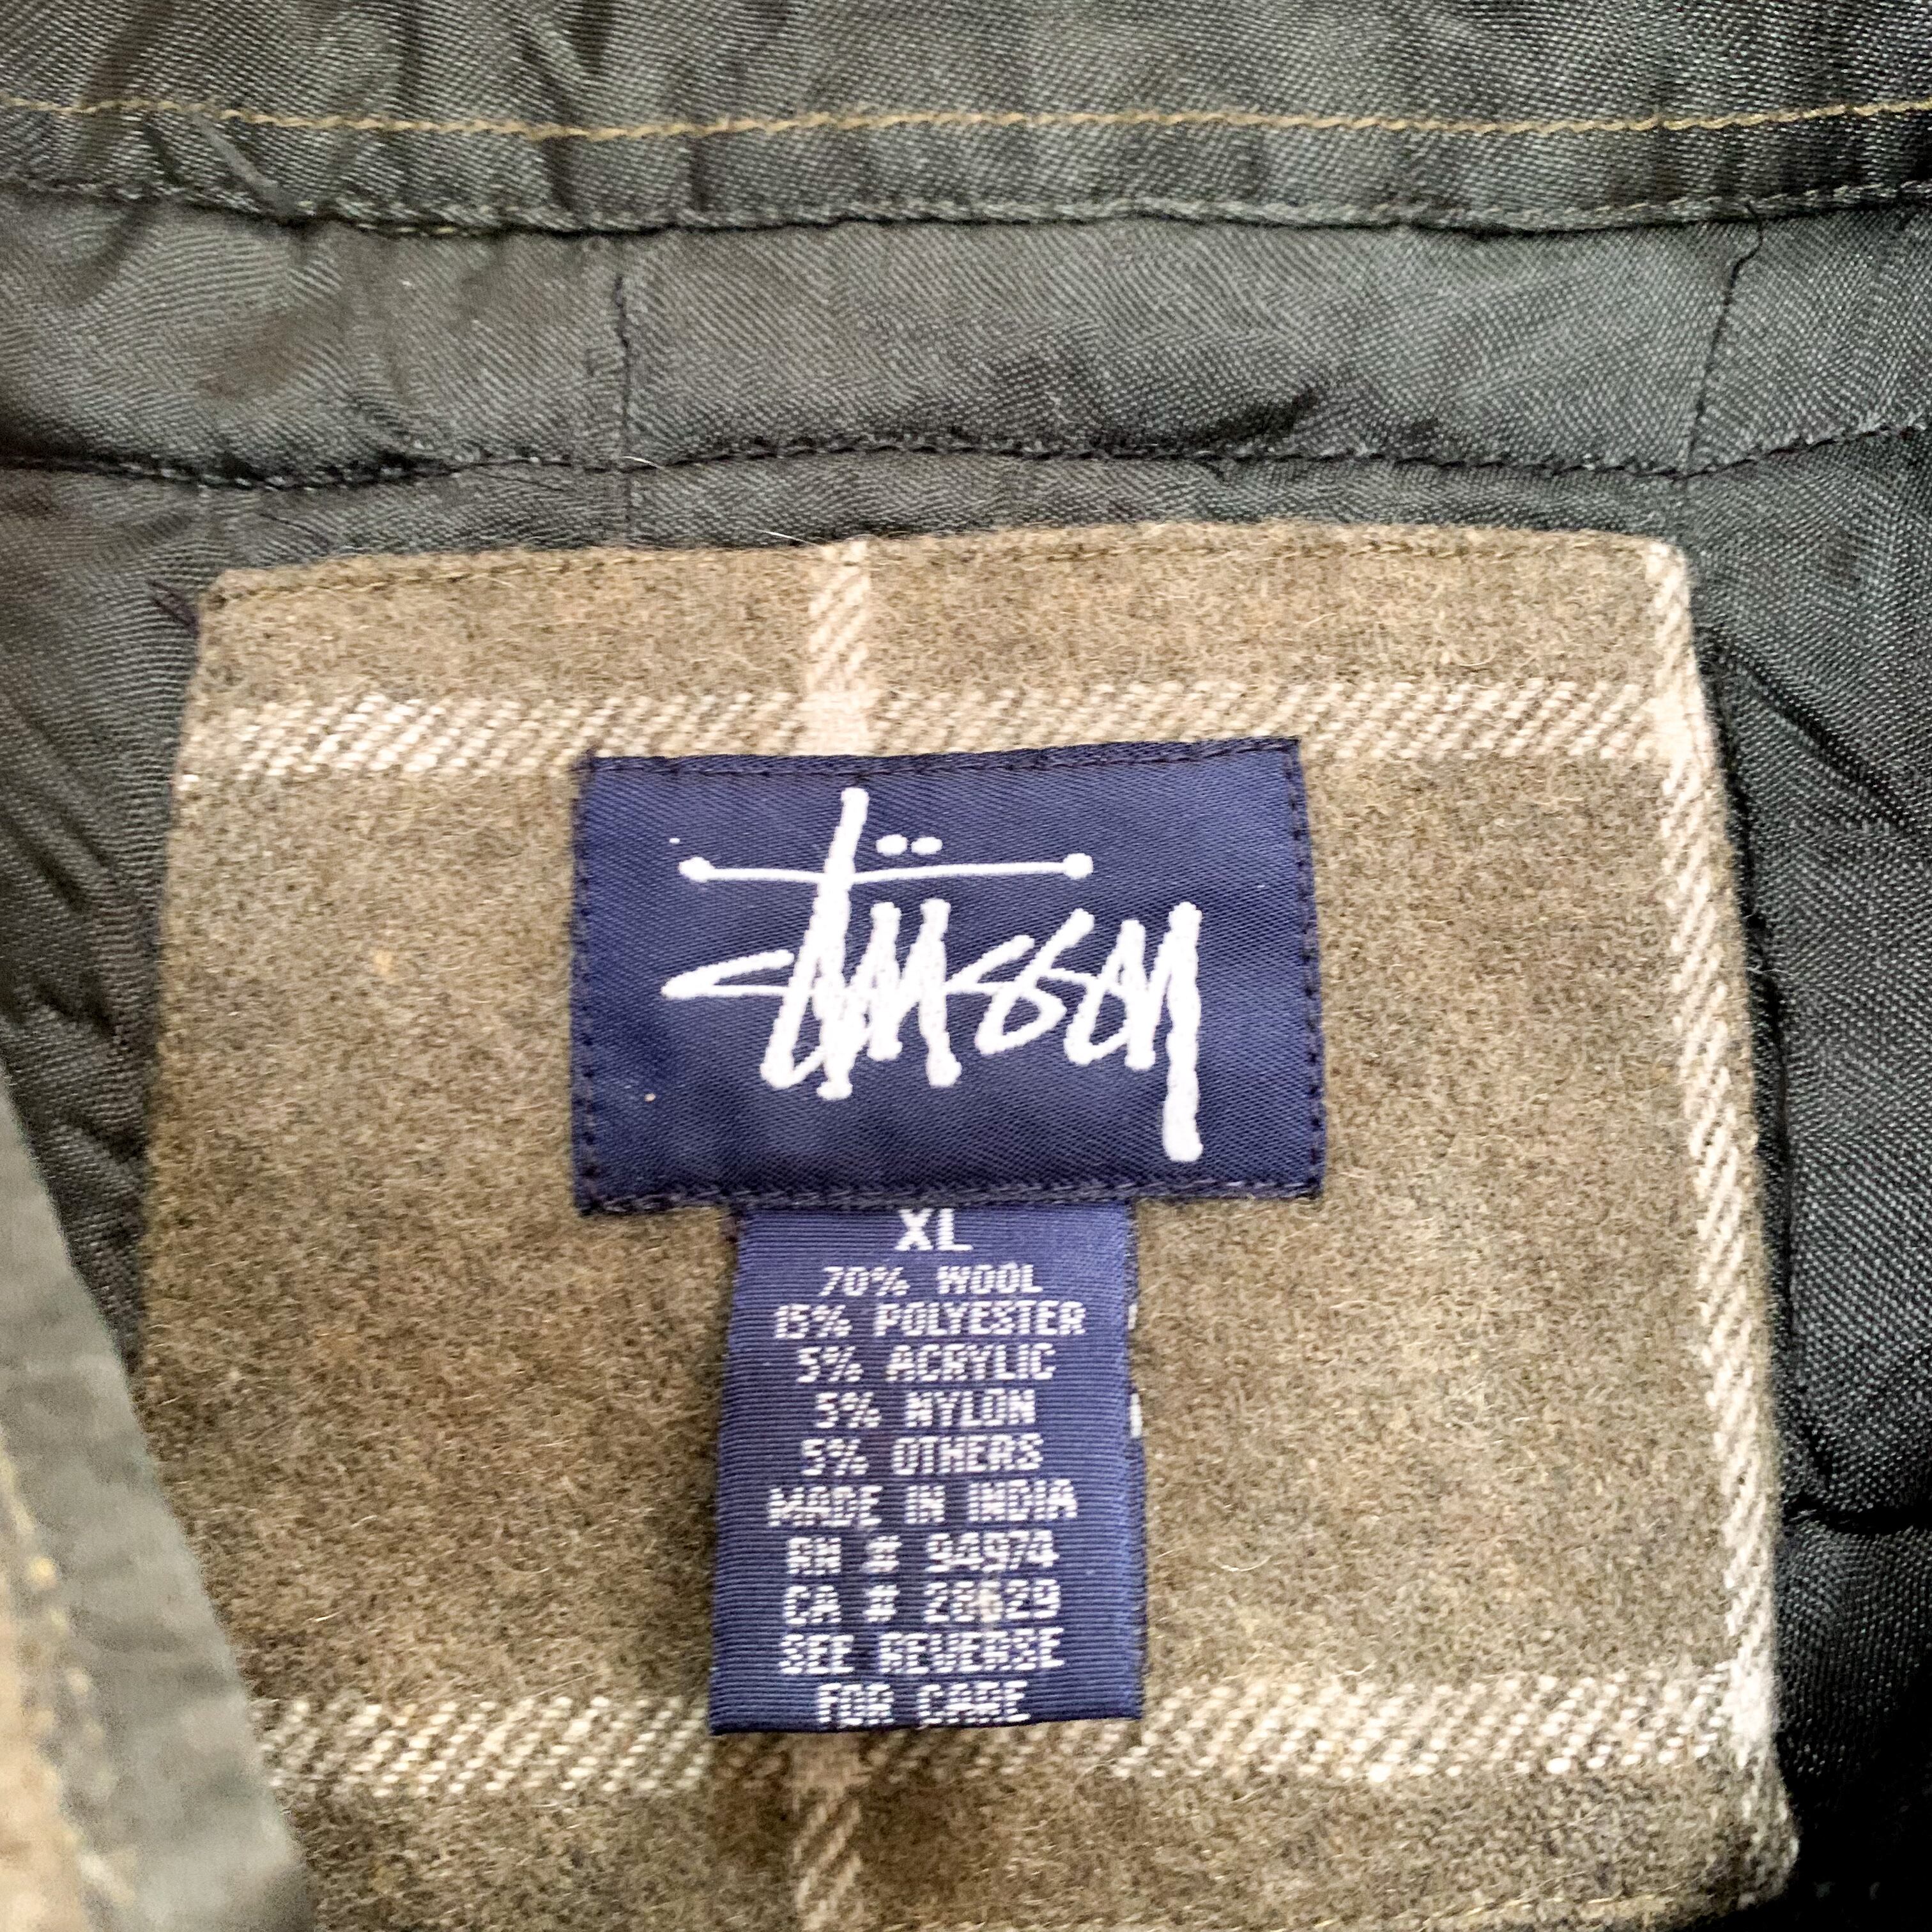 Stüssy
XL
70% WOOL
15% POLYESTER
5% ACRYLIC
5% NYLON
5% OTHERS
MADE IN INDIA
RN # 94974
CA # 28629
SEE REVERSE
FOR CARE